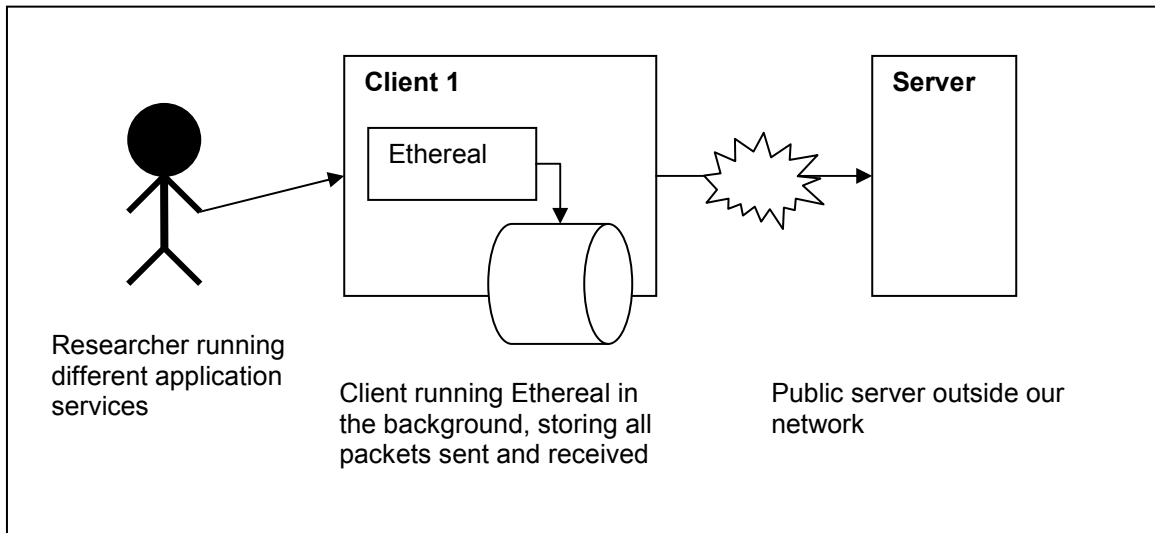 Client 1
Ethereal
Server
Researcher running
different application
services
Client running Ethereal in
the background, storing all
packets sent and received
Public server outside our
network